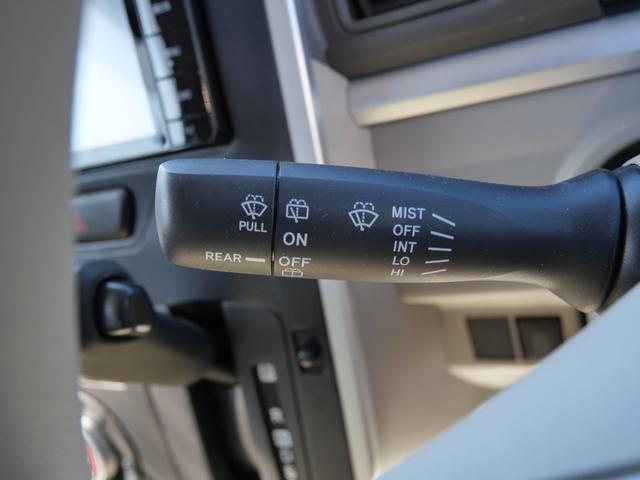 PULL
REAR
ON
OFF
MIST
OFF
INT
LO
HI